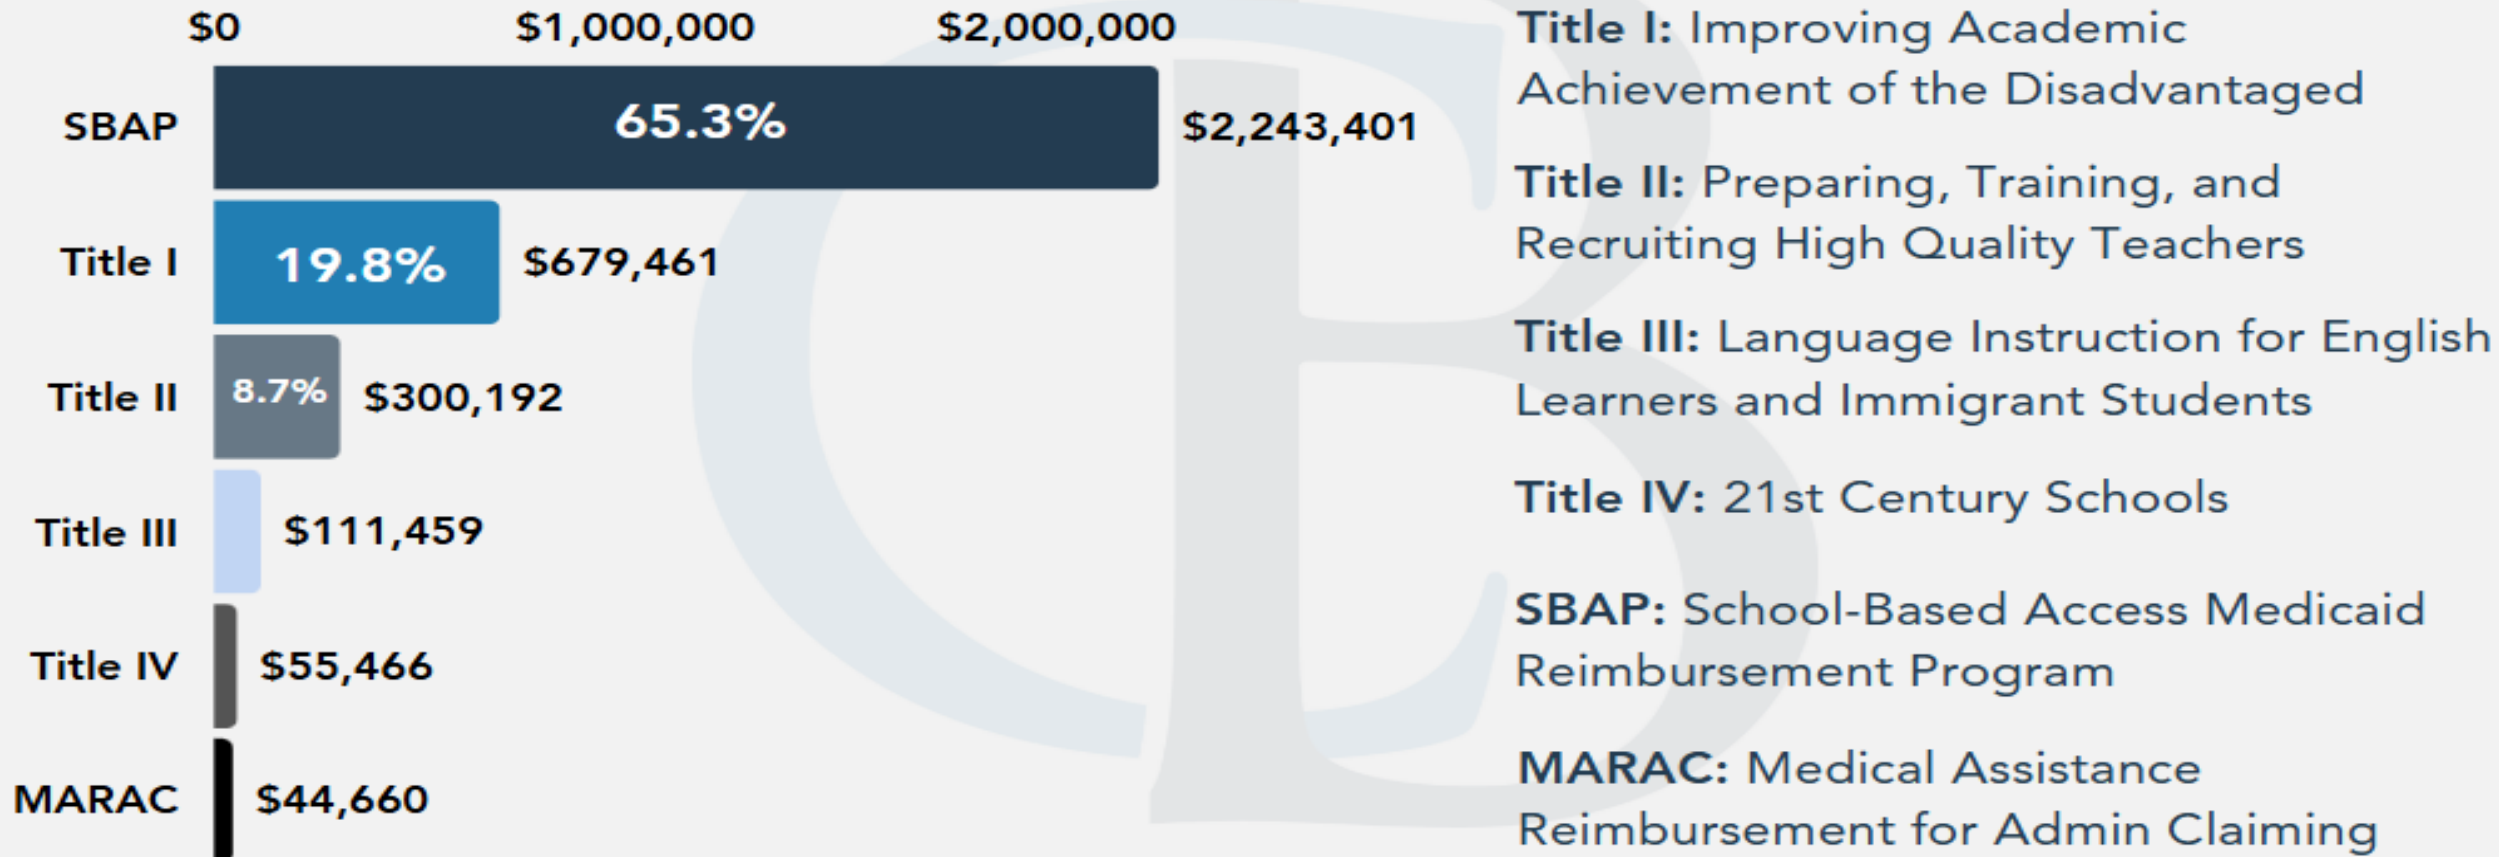 $0 $1,000,000 $2,000,000
SBAP 65.3% $2,243,401
Title I 19.8% $679,461
Title II 8.7% $300,192
Title III $111,459
Title IV $55,466
MARAC $44,660
Title I: Improving Academic
Achievement of the Disadvantaged
Title II: Preparing, Training, and
Recruiting High Quality Teachers
Title III: Language Instruction for English
Learners and Immigrant Students
Title IV: 21st Century Schools
SBAP: School-Based Access Medicaid
Reimbursement Program
MARAC: Medical Assistance
Reimbursement for Admin Claiming